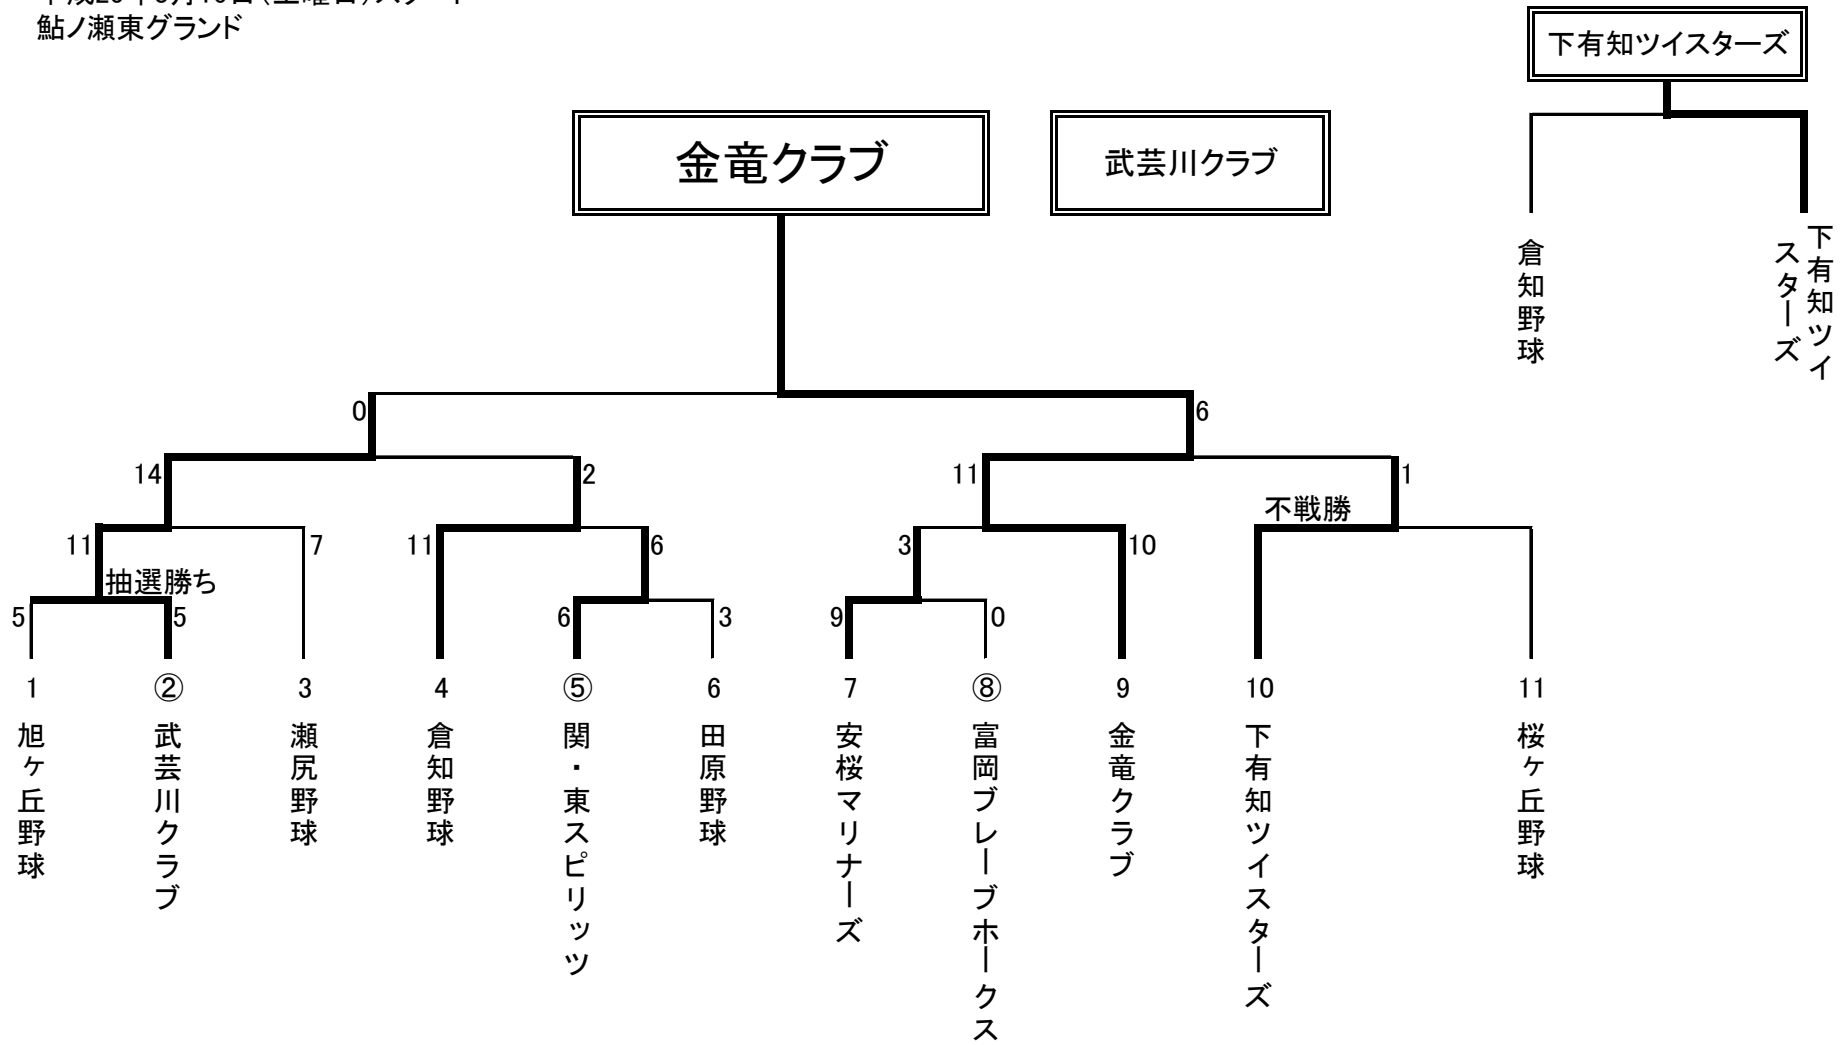 鮎ノ瀬東グランド
下有知ツイスターズ
金竜クラブ
武芸川クラブ
倉知野球
下有知ツイ
スターズ
0
6
14
2
11
1
不戦勝
11
7
11
6
3
10
抽選勝ち
5
5
6
3
9
0
1
②
3
4
⑤
6
7
⑧
9
10
11
旭ヶ丘野球
武芸川クラブ
瀬尻野球
倉知野球
関・東スピリッツ
田原野球
安桜マリナーズ
富岡ブレーブホークス
金竜クラブ
下有知ツイスターズ
桜ヶ丘野球